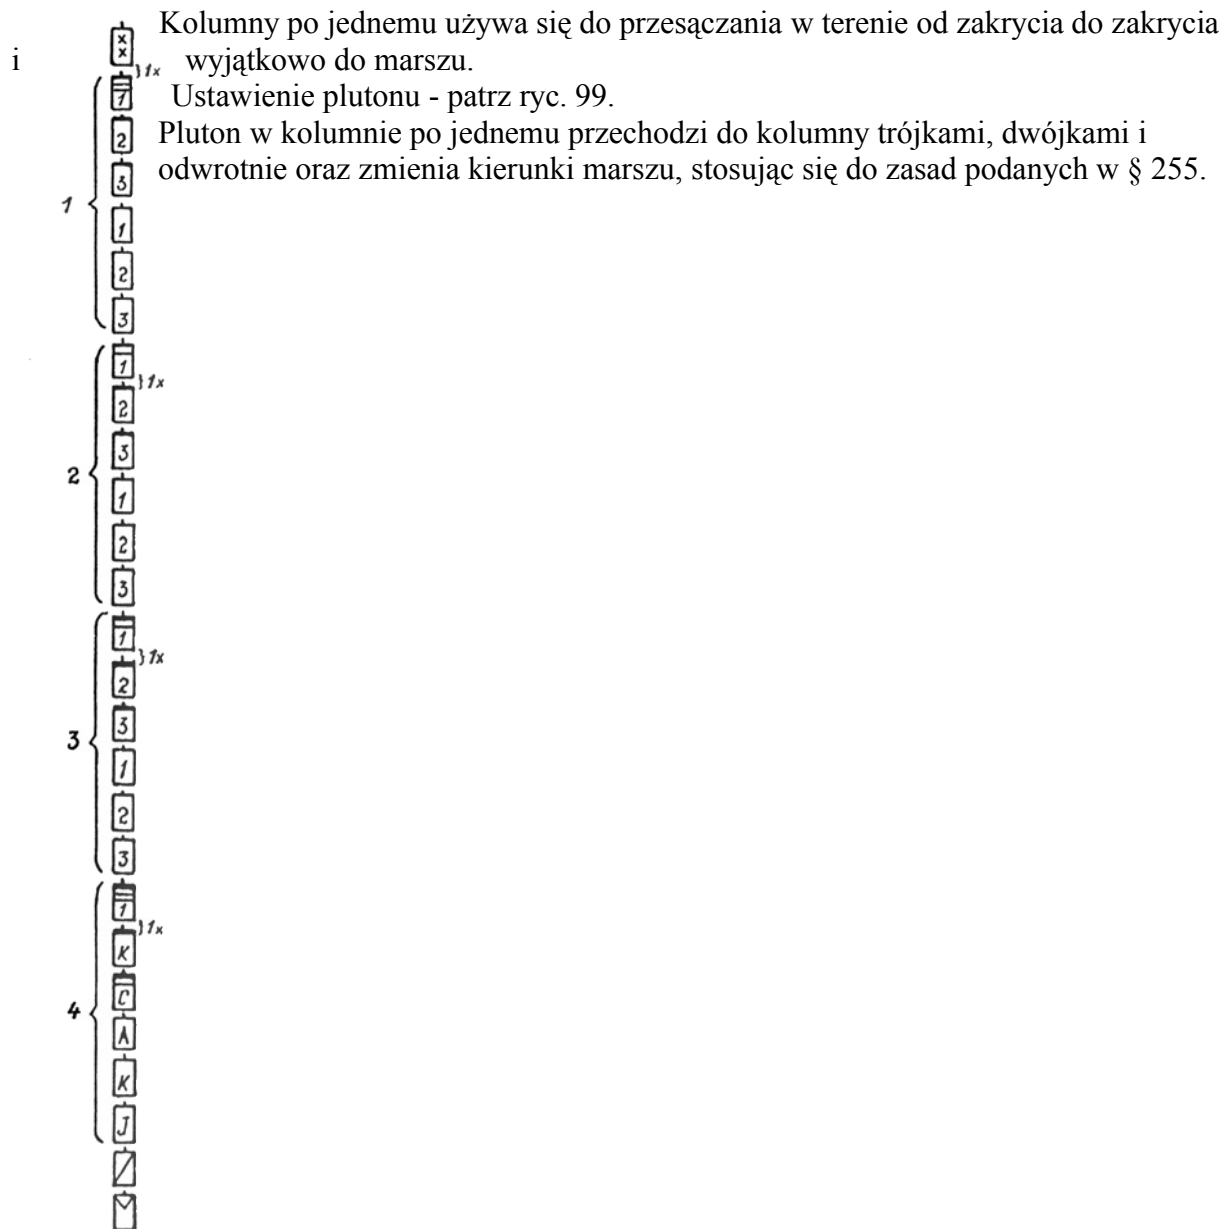 Kolumny po jednemu używa się do przesączania w terenie od zakrycia do zakrycia
i wyjątkowo do marszu.
Ustawienie plutonu - patrz ryc. 99.
Pluton w kolumnie po jednemu przechodzi do kolumny trójkami, dwójkami i
odwrotnie oraz zmienia kierunki marszu, stosując się do zasad podanych w § 255.
x
x
}1x
1
2
3
1
1
2
3
1
}1x
2
3
2
1
2
3
1
}1x
2
3
3
1
2
3
1
}1x
K
C
4
A
K
J